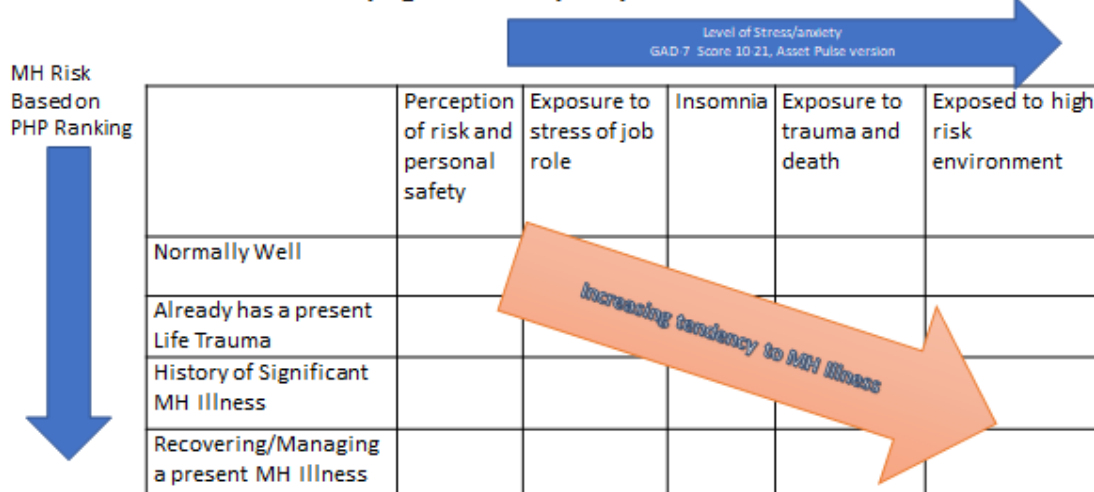 Level of Stress/anxiety
GAD 7 Score 10 21, Asset Pulse version
MH Risk
Based on
PHP Ranking
Perception
of risk and
personal
safety
Exposure to
stress of job
role
Insomnia
Exposure to
trauma and
death
Exposed to high
risk
environment
Normally Well
Already has a present
Life Trauma
History of Significant
MH Illness
Recovering/Managing
a present MH Illness
Increasing tendency to MH Illness